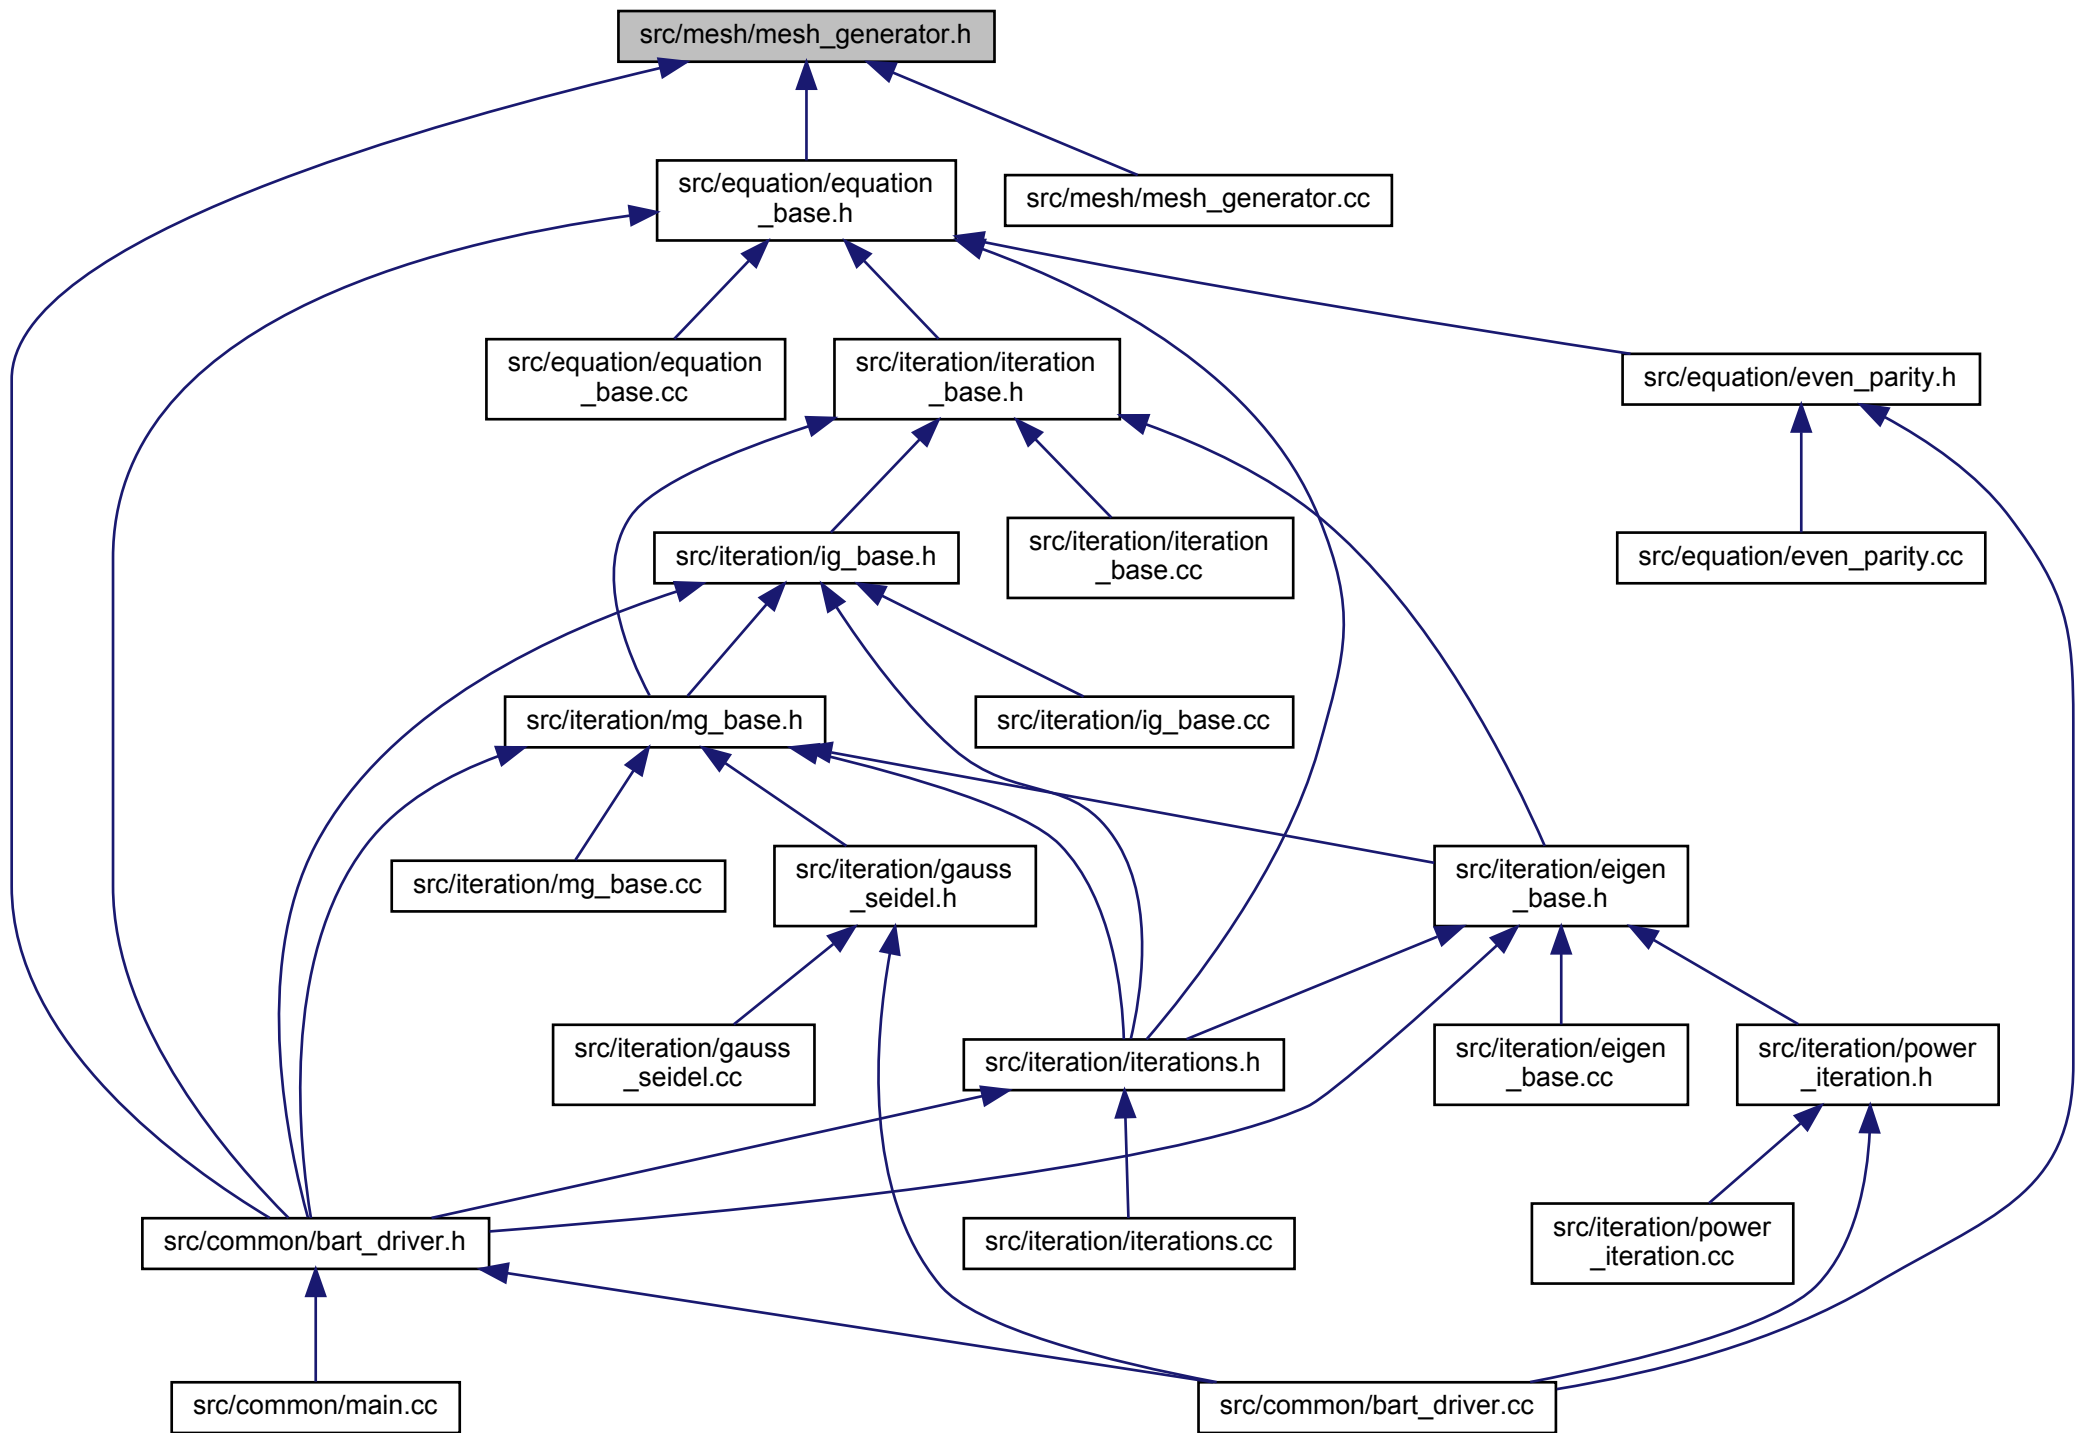 src/mesh/mesh_generator.h
src/equation/equation
_base.h
src/mesh/mesh_generator.cc
src/equation/equation
_base.cc
src/iteration/iteration
_base.h
src/equation/even_parity.h
src/iteration/ig_base.h
src/iteration/iteration
_base.cc
src/equation/even_parity.cc
src/iteration/mg_base.h
src/iteration/ig_base.cc
src/iteration/mg_base.cc
src/iteration/gauss
_seidel.h
src/iteration/eigen
_base.h
src/iteration/gauss
_seidel.cc
src/iteration/iterations.h
src/iteration/eigen
_base.cc
src/iteration/power
_iteration.h
src/common/bart_driver.h
src/iteration/iterations.cc
src/iteration/power
_iteration.cc
src/common/main.cc
src/common/bart_driver.cc